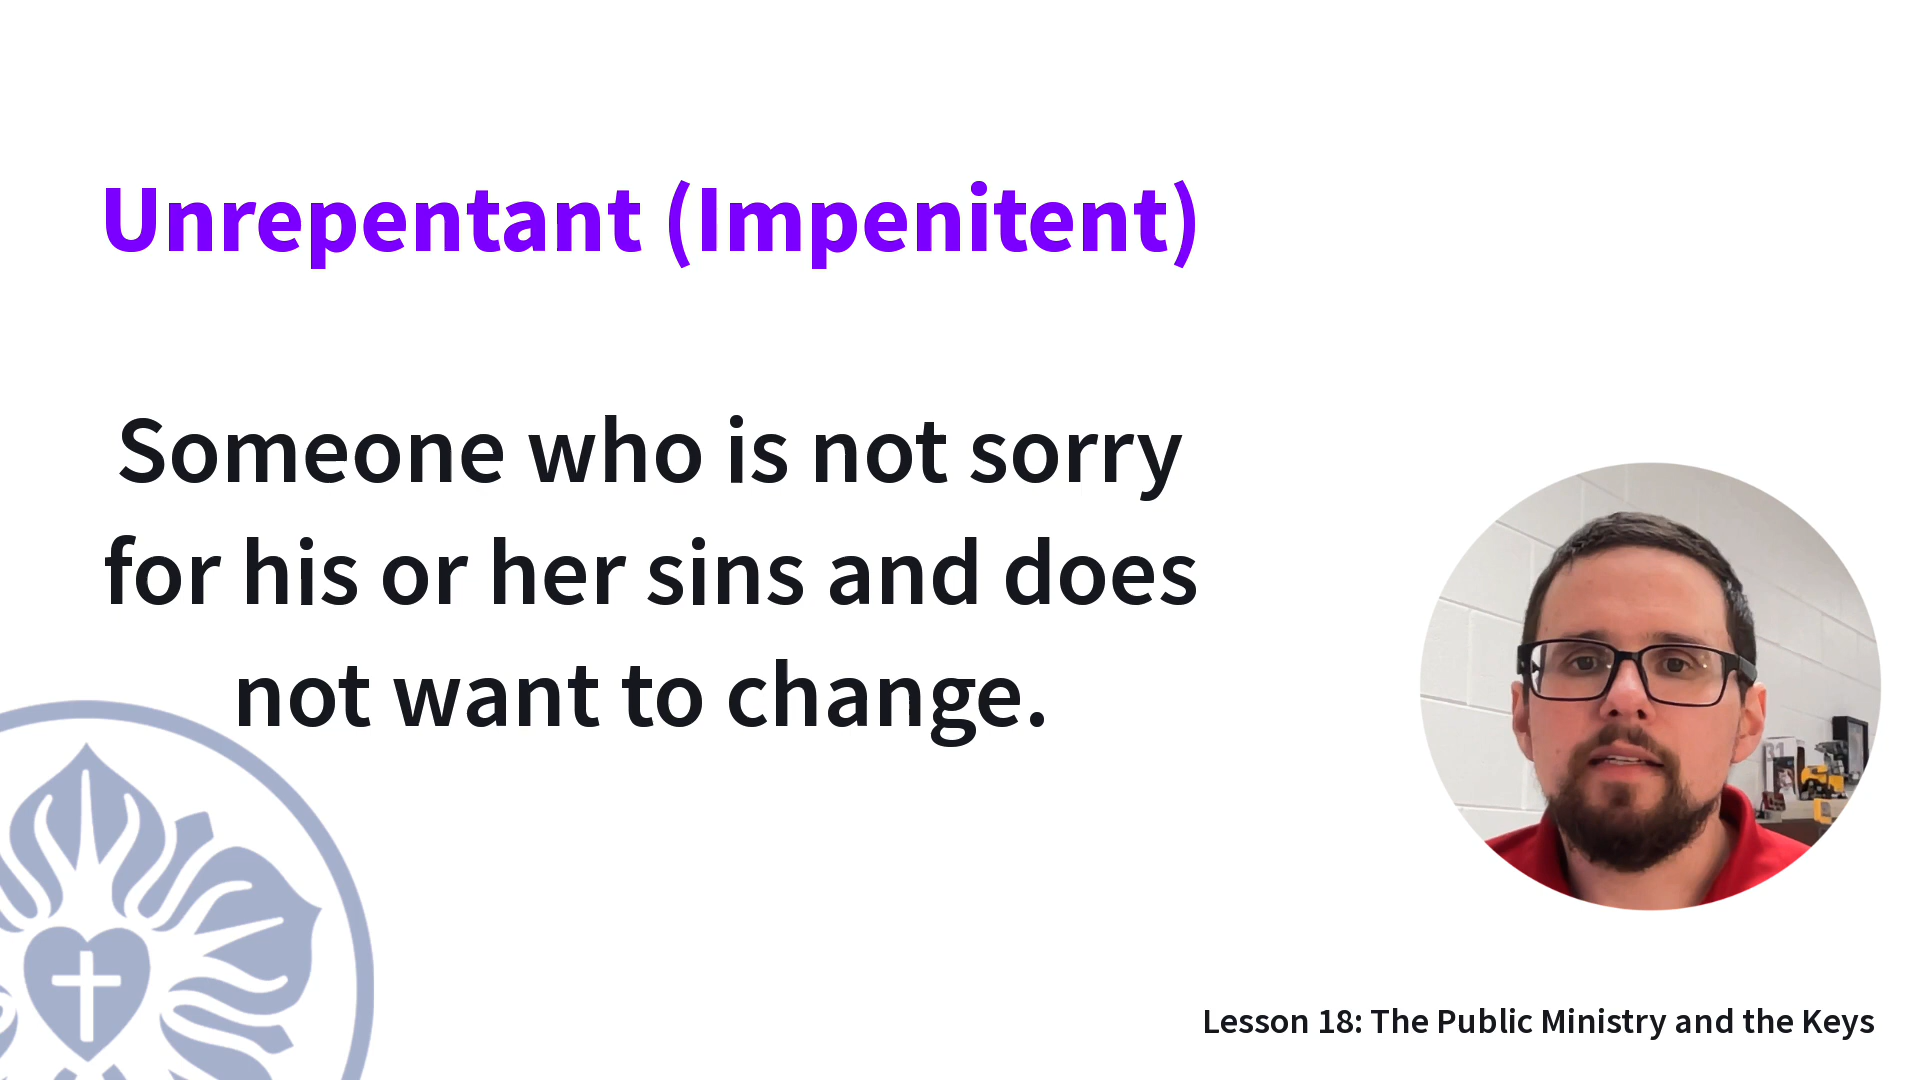 Unrepentant (Impenitent)
Someone who is not sorry
for his or her sins and does
not want to change.
31
Lesson 18: The Public Ministry and the Keys